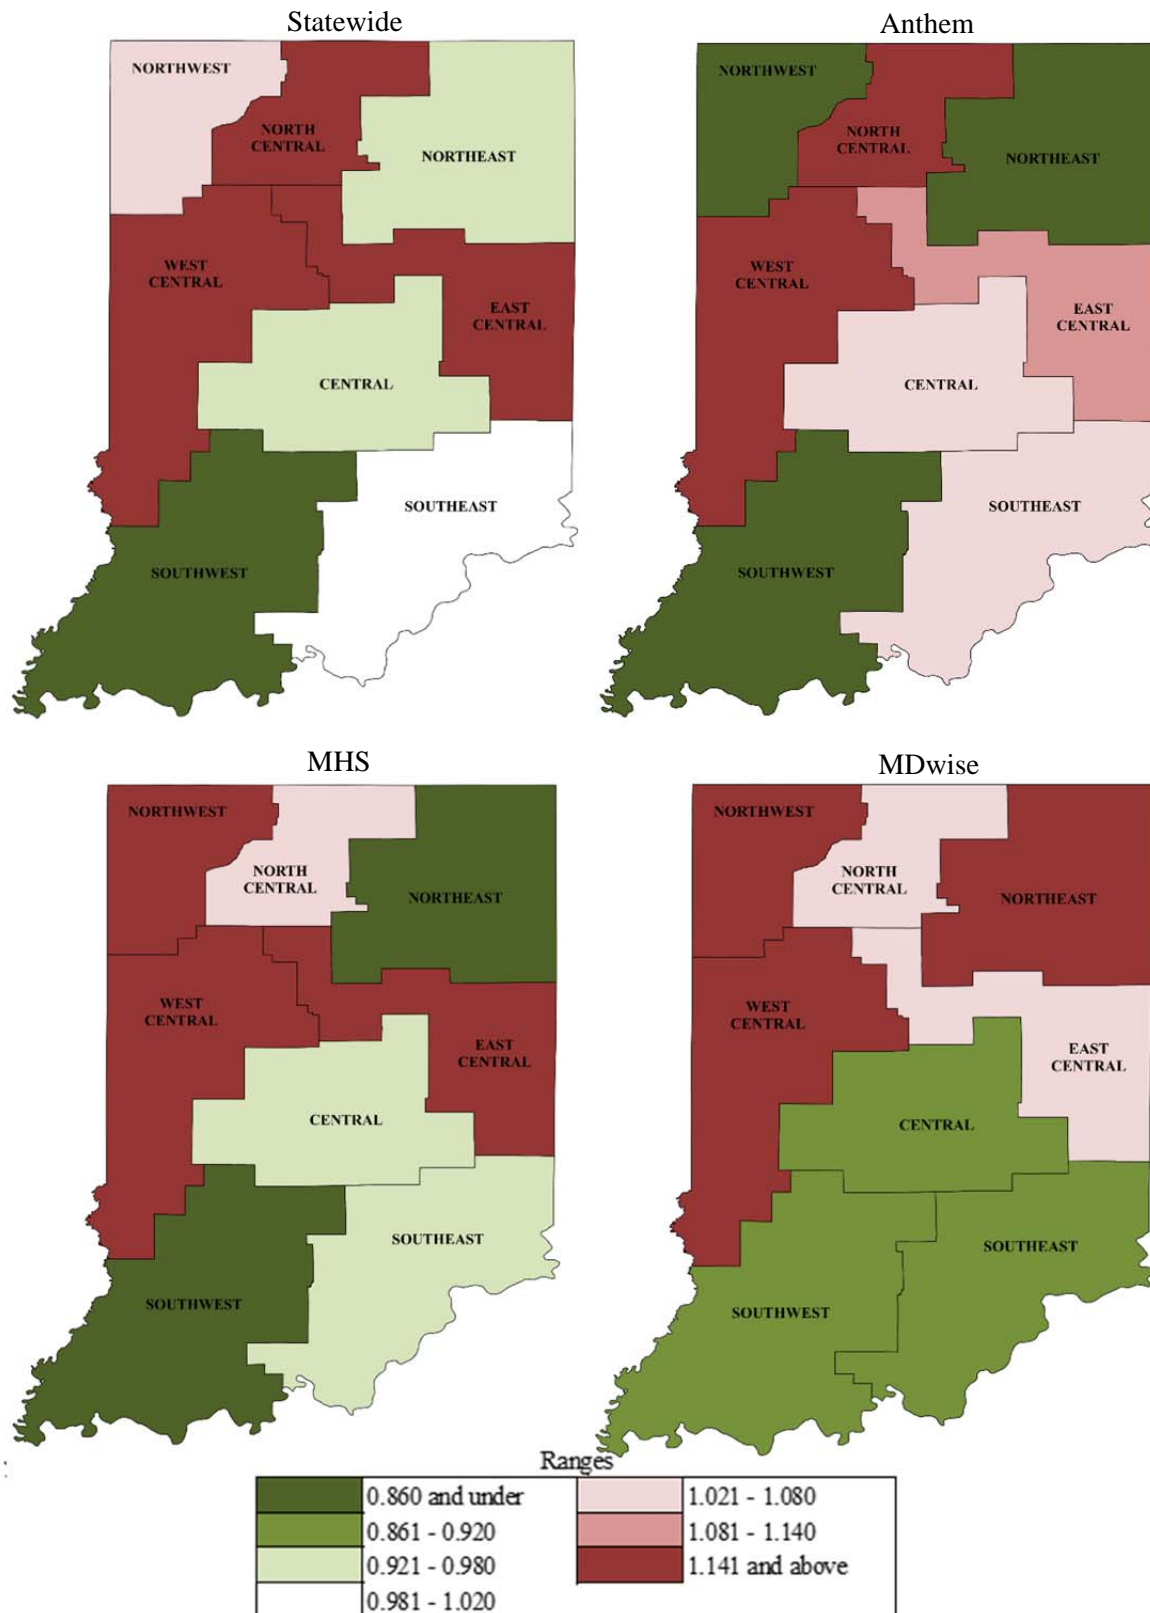 Statewide
NORTHWEST
NORTH
CENTRAL
NORTHEAST
WEST
CENTRAL
EAST
CENTRAL
CENTRAL
SOUTHEAST
SOUTHWEST
Anthem
NORTHWEST
NORTH
CENTRAL
NORTHEAST
WEST
CENTRAL
EAST
CENTRAL
CENTRAL
SOUTHEAST
SOUTHWEST
MHS
NORTHWEST
NORTH
CENTRAL
NORTHEAST
WEST
CENTRAL
EAST
CENTRAL
CENTRAL
SOUTHEAST
SOUTHWEST
MDwise
NORTHWEST
NORTH
CENTRAL
NORTHEAST
WEST
CENTRAL
EAST
CENTRAL
CENTRAL
SOUTHEAST
SOUTHWEST
Ranges
0.860 and under
0.861 - 0.920
0.921 - 0.980
0.981 - 1.020
1.021 - 1.080
1.081 - 1.140
1.141 and above